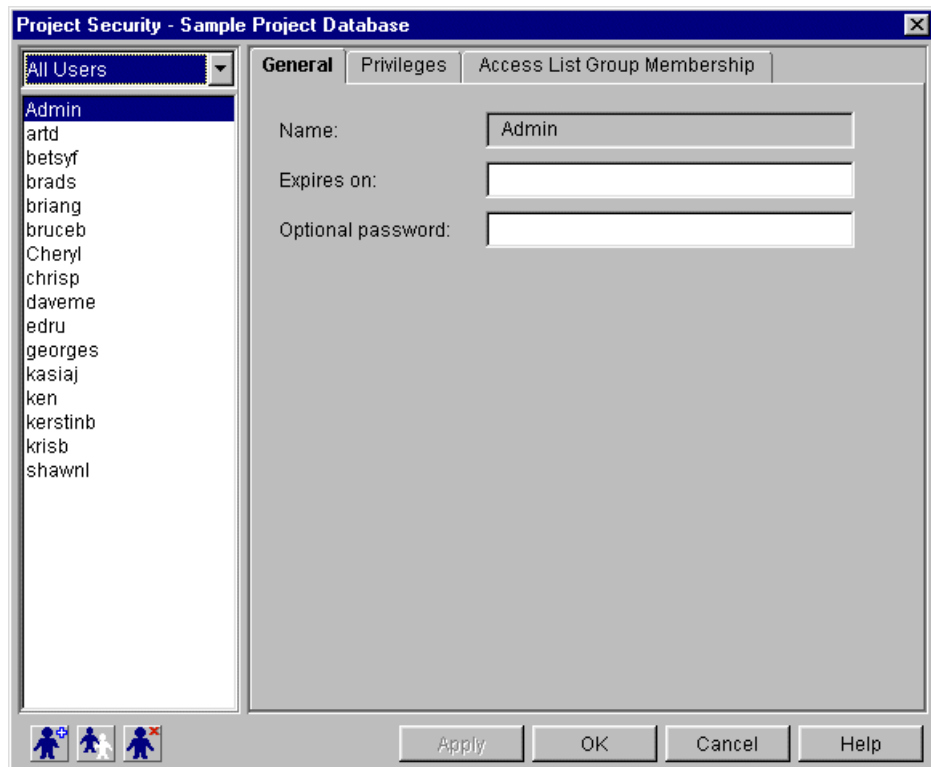 Project Security - Sample Project Database
All Users
Admin
artd
betsyf
brads
briang
bruceb
Cheryl
chrisp
daveme
edru
georges
kasiaj
ken
kerstinb
krisb
shawnl
General Privileges Access List Group Membership
Name: Admin
Expires on:
Optional password:
Apply OK Cancel Help